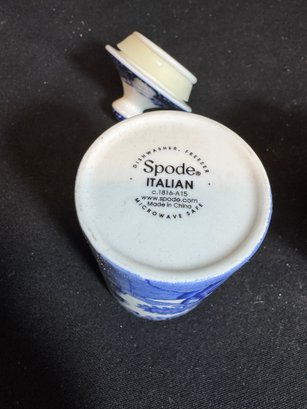 DISHWASHER, FREEZER
Spode®
ITALIAN
c.1816-A15
www.spode.com
Made in China
MICROWAVE SAFE